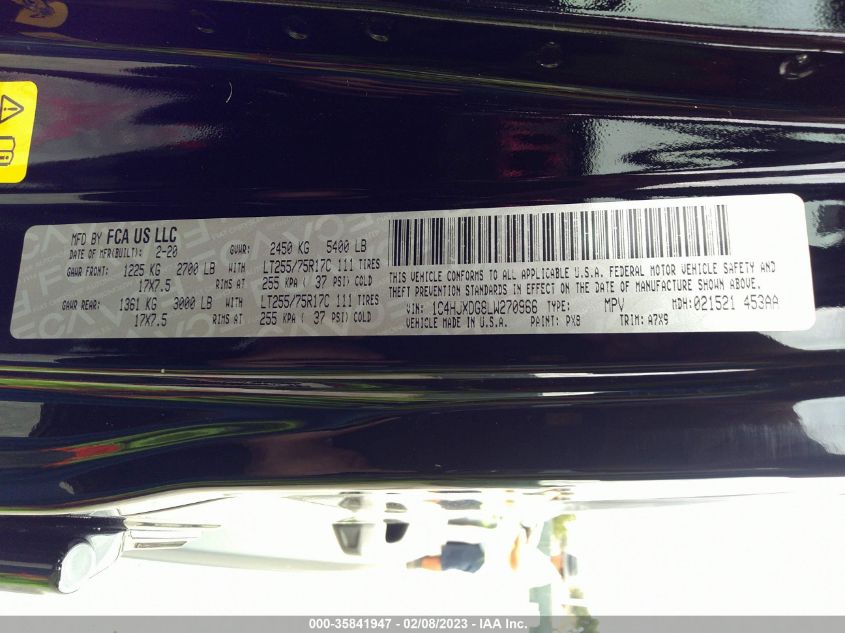 MFD BY FCA US LLC
DATE OF MFR(BUILT): 2-20 GVWR: 2450 KG 5400 LB
GAWR FRONT: 1225 KG 2700 LB WITH LT255/75R17C 111 TIRES
17X7.5 RIMS AT 255 KPA ( 37 PSI) COLD
GAWR REAR: 1361 KG 3000 LB WITH LT255/75R17C 111 TIRES
17X7.5 RIMS AT 255 KPA ( 37 PSI) COLD
THIS VEHICLE CONFORMS TO ALL APPLICABLE U.S.A. FEDERAL MOTOR VEHICLE SAFETY AND
THEFT PREVENTION STANDARDS IN EFFECT ON THE DATE OF MANUFACTURE SHOWN ABOVE.
VIN: 1C4HJXDG8LW270966 TYPE: MPV MDH: 021521 453AA
VEHICLE MADE IN U.S.A. PAINT: PX8 TRIM: A7X9
000-35841947 - 02/08/2023 - IAA Inc.